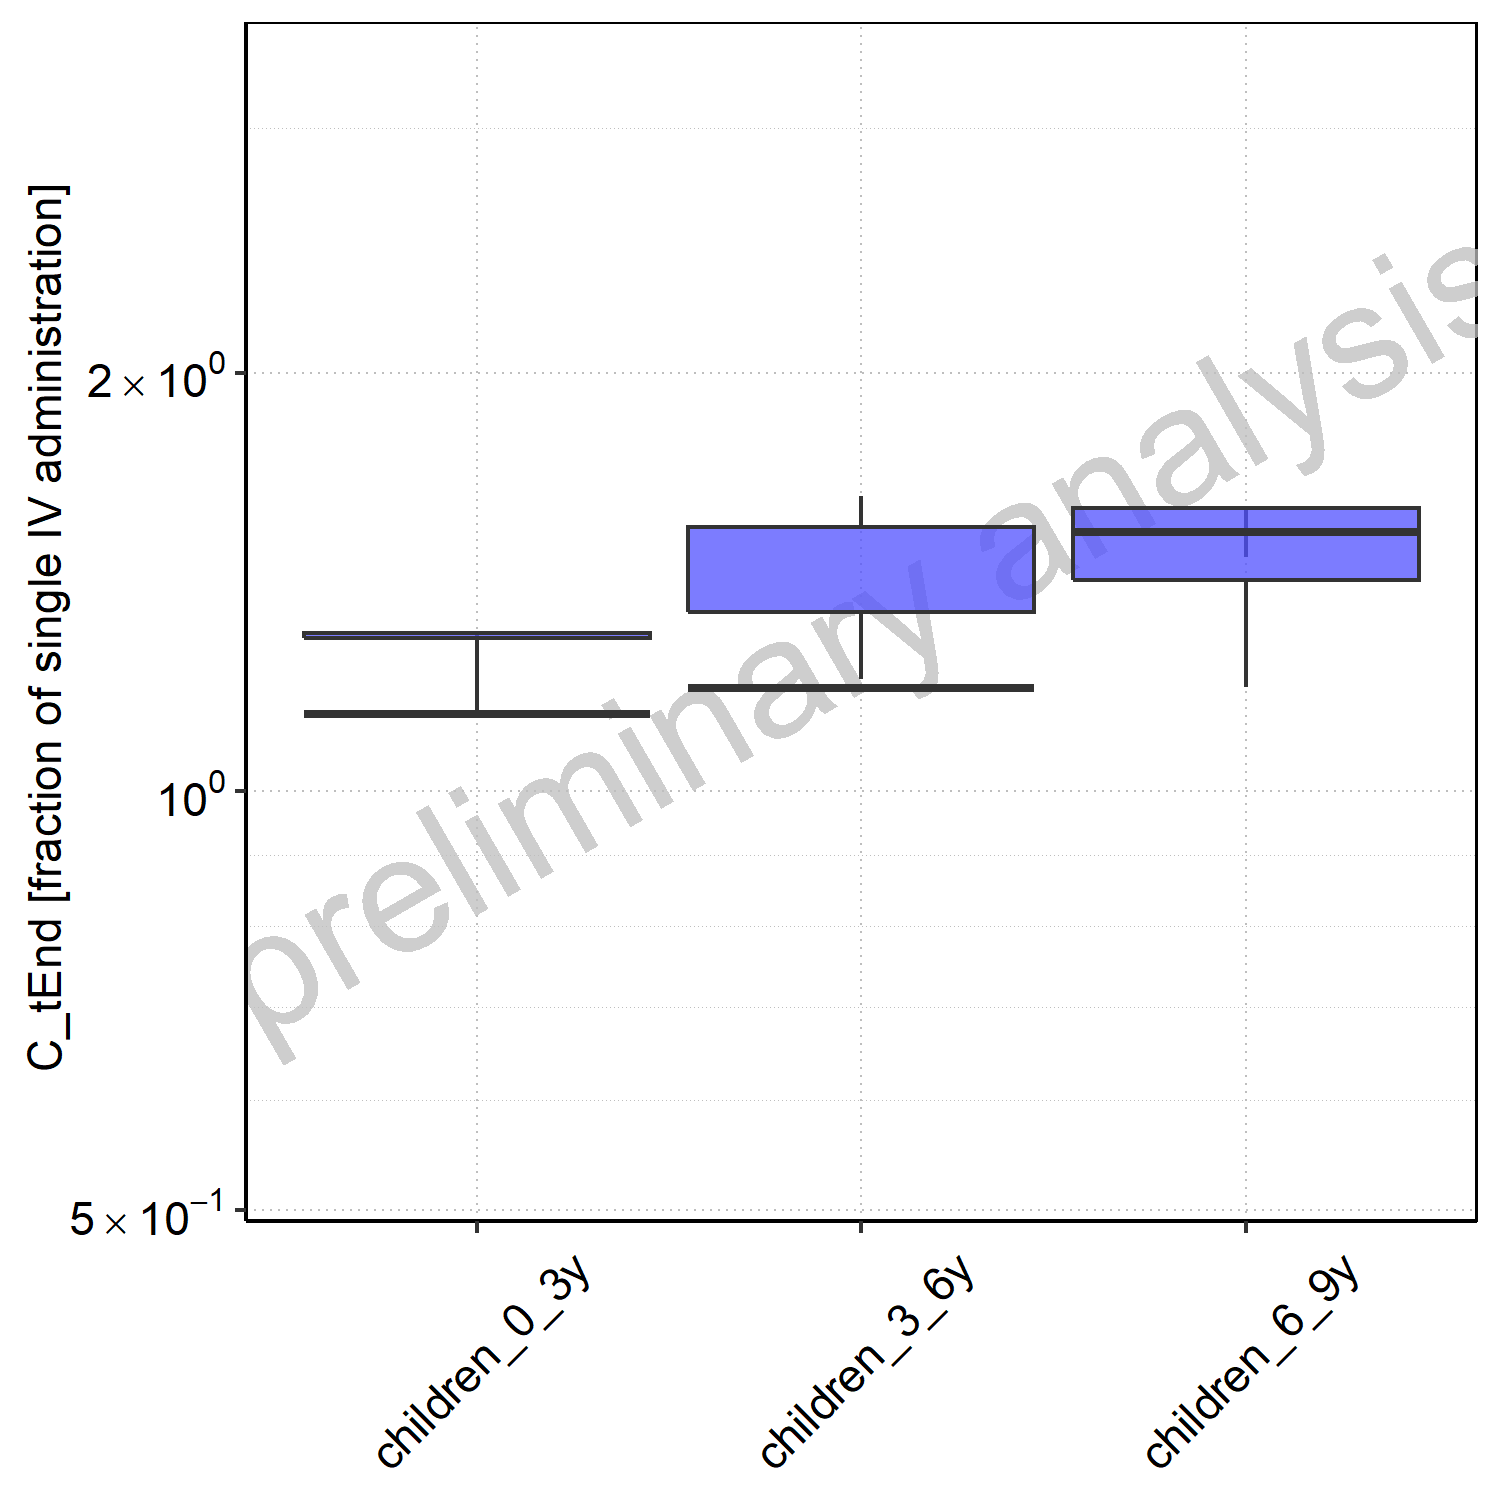 C_tEnd [fraction of single IV administration]
2 × 10⁰
10⁰
5 × 10⁻¹
preliminary analysis
children_0_3y
children_3_6y
children_6_9y